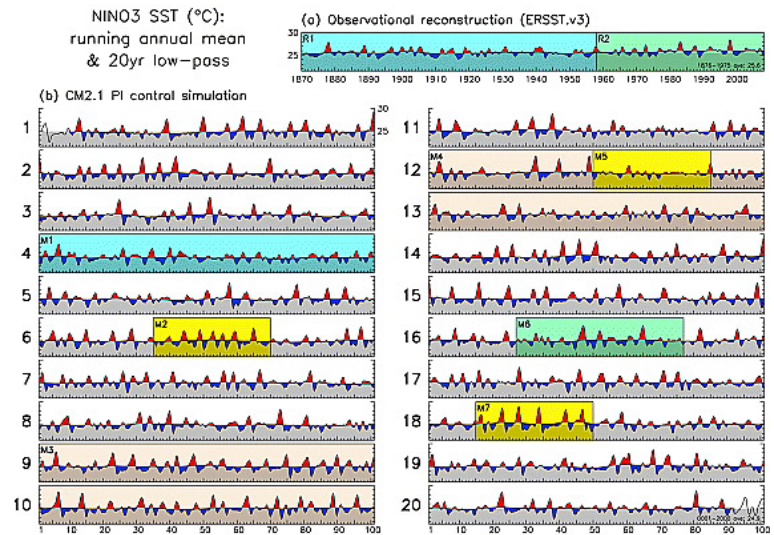 NINO3 SST (°C):
running annual mean
& 20yr low-pass
(a) Observational reconstruction (ERSST.v3)
30
25
R1
R2
1870 1880 1890 1900 1910 1920 1930 1940 1950 1960 1970 1980 1990 2000
(b) CM2.1 PI control simulation
1
30
25
2
3
4
M1
5
6
M2
7
8
9
M3
10
1 10 20 30 40 50 60 70 80 90 100
11
12
M4
M5
13
14
15
16
M6
17
18
M7
19
20
1 10 20 30 40 50 60 70 80 90 100